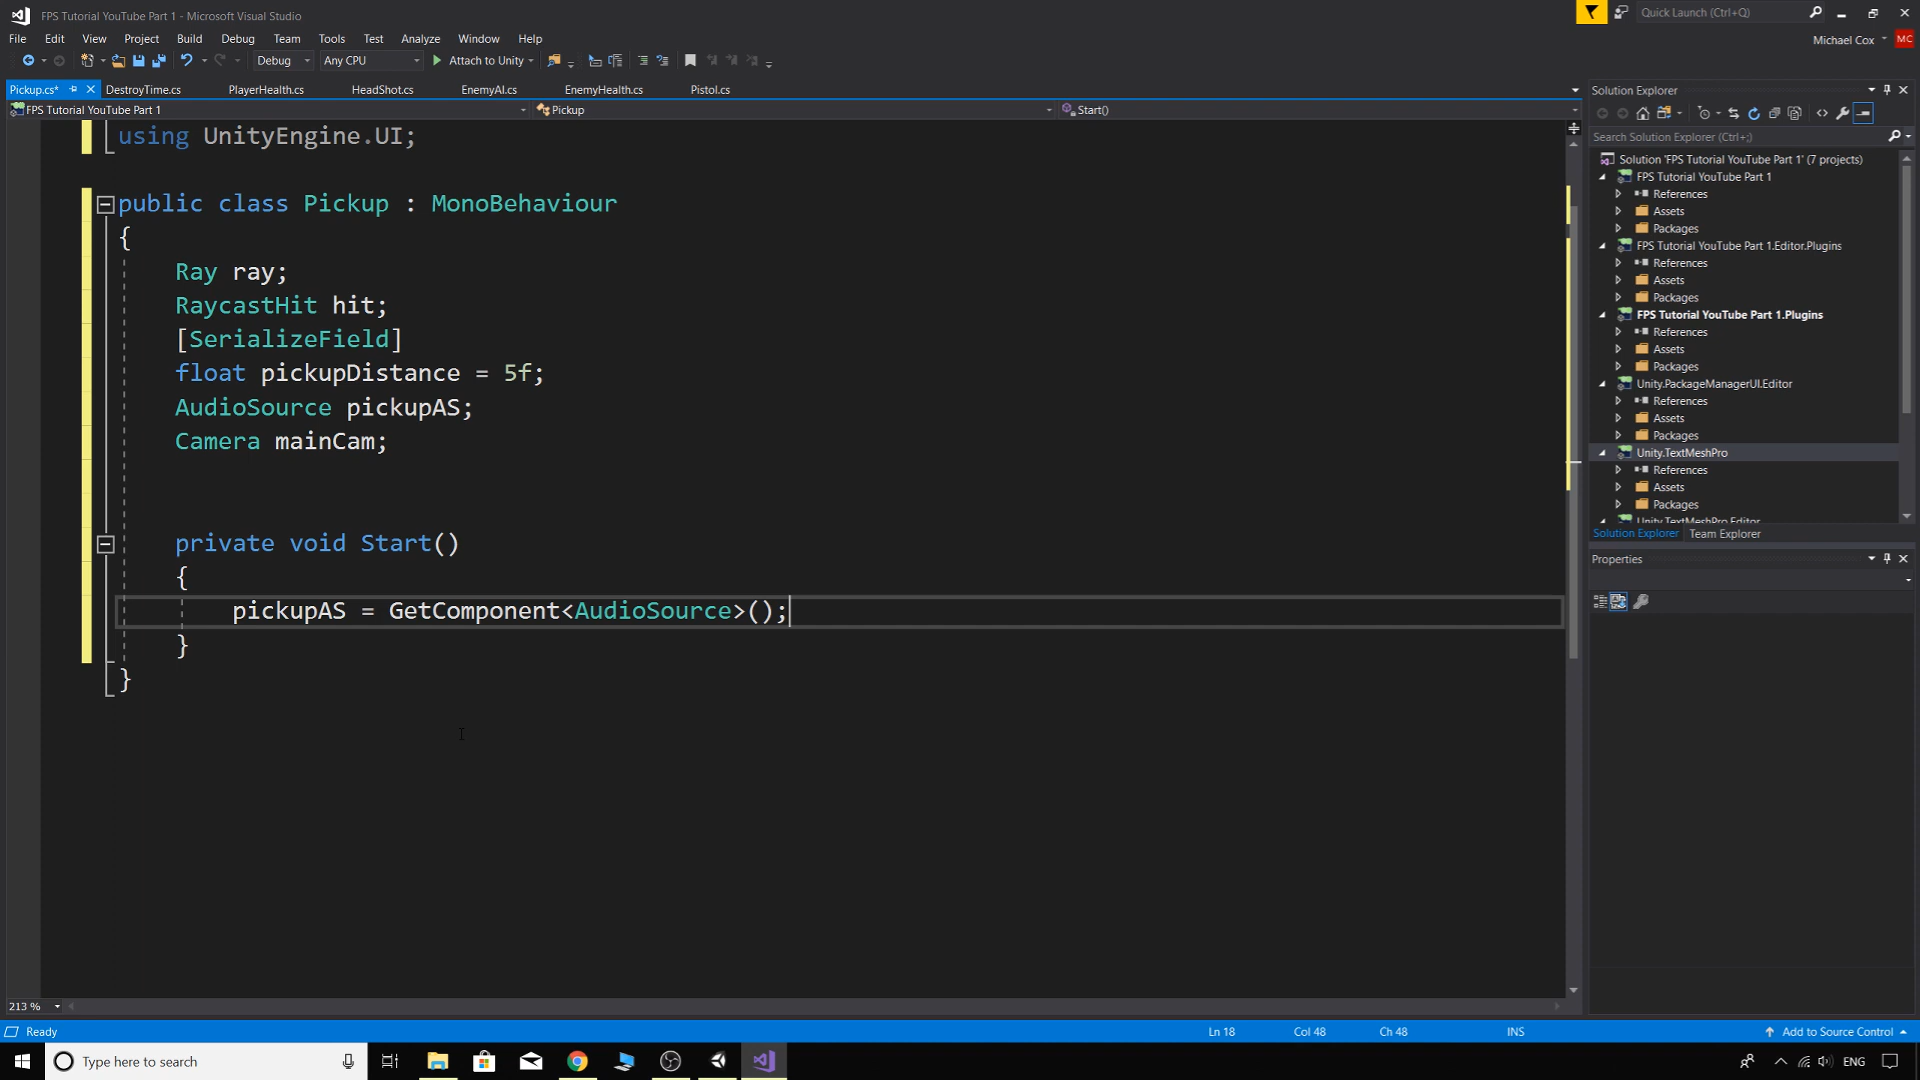 FPS Tutorial YouTube Part 1 - Microsoft Visual Studio
Quick Launch (Ctrl+Q)
File Edit View Project Build Debug Team Tools Test Analyze Window Help
Michael Cox MC
Debug Any CPU Attach to Unity
Pickup.cs* DestroyTime.cs PlayerHealth.cs HeadShot.cs EnemyAI.cs EnemyHealth.cs Pistol.cs
FPS Tutorial YouTube Part 1 Pickup Start()
using UnityEngine.UI;
public class Pickup : MonoBehaviour
{
Ray ray;
RaycastHit hit;
[SerializeField]
float pickupDistance = 5f;
AudioSource pickupAS;
Camera mainCam;
private void Start()
{
pickupAS = GetComponent<AudioSource>();
}
}
213 %
Solution Explorer
Search Solution Explorer (Ctrl+;)
Solution 'FPS Tutorial YouTube Part 1' (7 projects)
FPS Tutorial YouTube Part 1
References
Assets
Packages
FPS Tutorial YouTube Part 1.Editor.Plugins
References
Assets
Packages
FPS Tutorial YouTube Part 1.Plugins
References
Assets
Packages
Unity.PackageManagerUI.Editor
References
Assets
Packages
Unity.TextMeshPro
References
Assets
Packages
Unity.TextMeshPro.Editor
Solution Explorer Team Explorer
Properties
Ready Ln 18 Col 48 Ch 48 INS Add to Source Control
Type here to search ENG